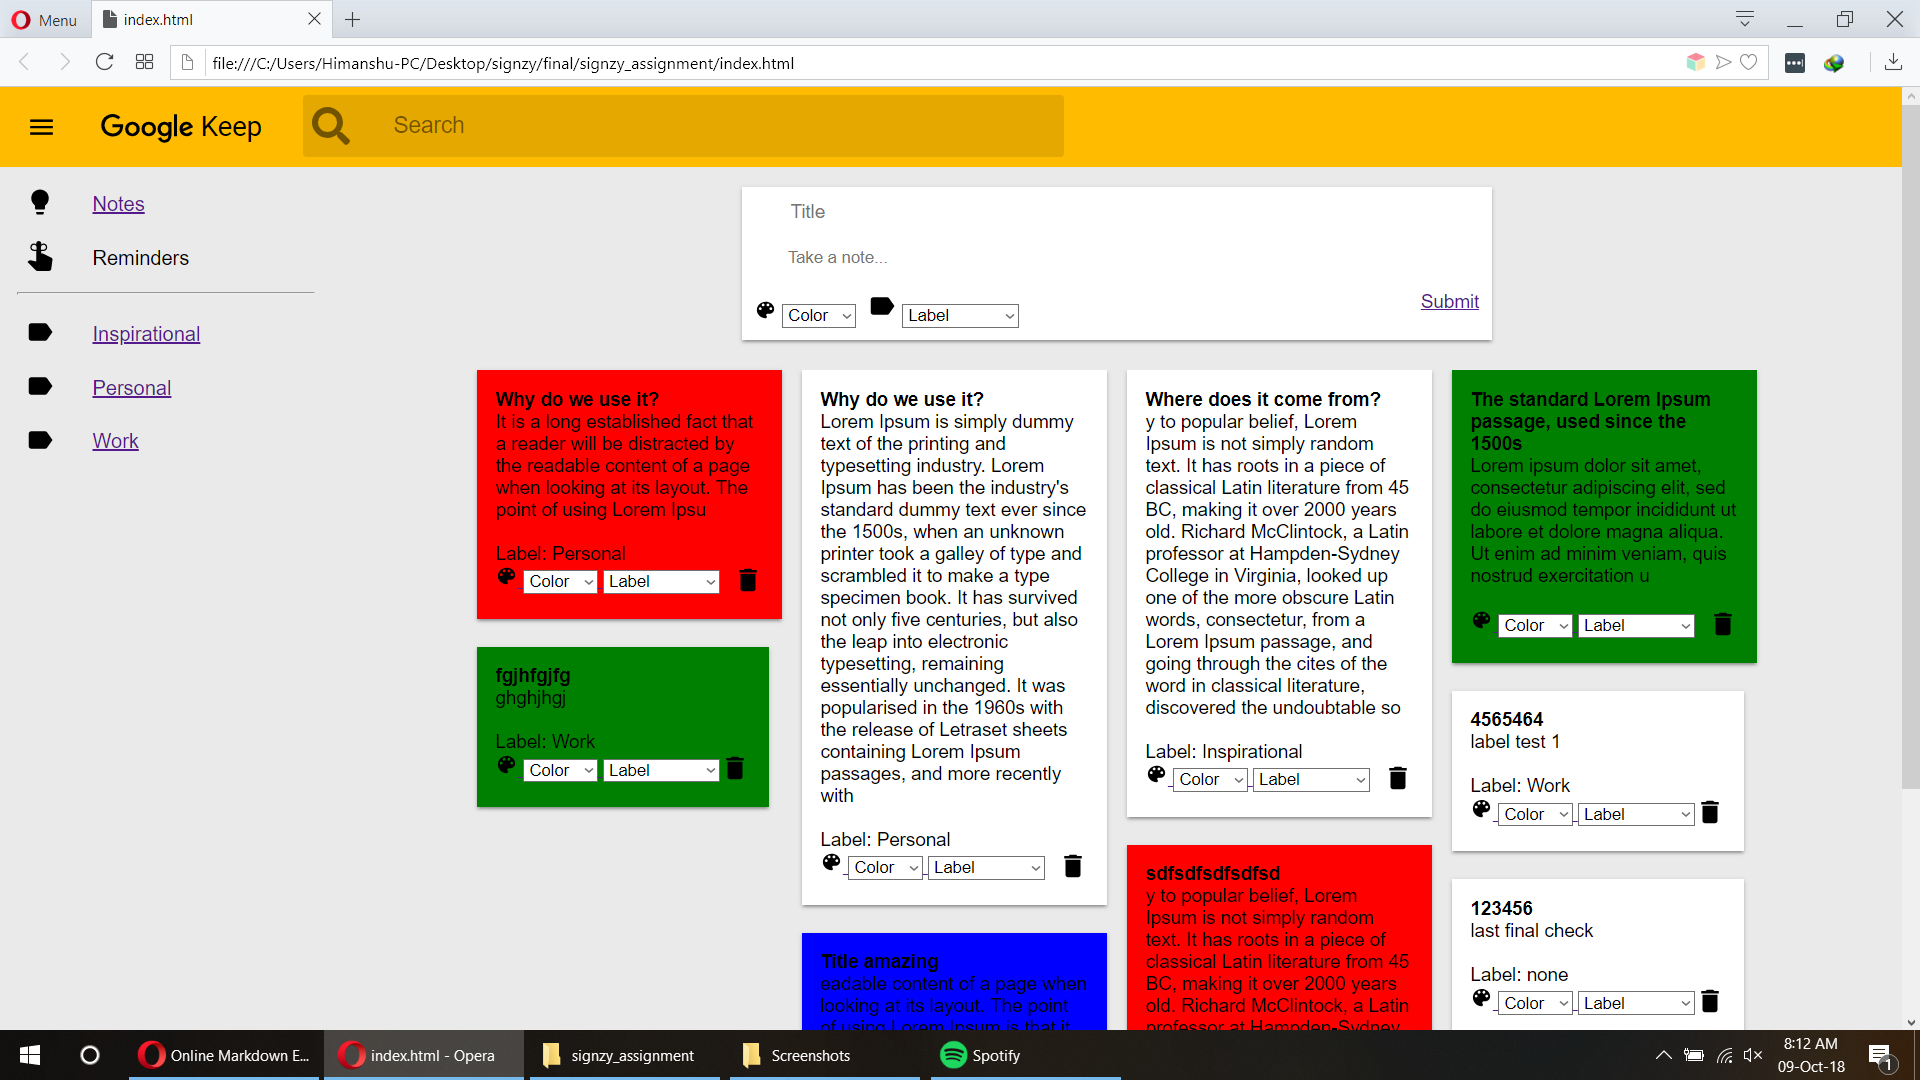 Menu
index.html
file:///C:/Users/Himanshu-PC/Desktop/signzy/final/signzy_assignment/index.html
Google Keep
Search
Notes
Reminders
Inspirational
Personal
Work
Title
Take a note...
Color
Label
Submit
Why do we use it?
It is a long established fact that
a reader will be distracted by
the readable content of a page
when looking at its layout. The
point of using Lorem Ipsu
Label: Personal
Color
Label
fgjhfgjfg
ghghjhgj
Label: Work
Color
Label
Why do we use it?
Lorem Ipsum is simply dummy
text of the printing and
typesetting industry. Lorem
Ipsum has been the industry's
standard dummy text ever since
the 1500s, when an unknown
printer took a galley of type and
scrambled it to make a type
specimen book. It has survived
not only five centuries, but also
the leap into electronic
typesetting, remaining
essentially unchanged. It was
popularised in the 1960s with
the release of Letraset sheets
containing Lorem Ipsum
passages, and more recently
with
Label: Personal
Color
Label
Title amazing
eadable content of a page when
looking at its layout. The point
of using Lorem Ipsum is that it
Where does it come from?
y to popular belief, Lorem
Ipsum is not simply random
text. It has roots in a piece of
classical Latin literature from 45
BC, making it over 2000 years
old. Richard McClintock, a Latin
professor at Hampden-Sydney
College in Virginia, looked up
one of the more obscure Latin
words, consectetur, from a
Lorem Ipsum passage, and
going through the cites of the
word in classical literature,
discovered the undoubtable so
Label: Inspirational
Color
Label
sdfsdfsdfsdfsd
y to popular belief, Lorem
Ipsum is not simply random
text. It has roots in a piece of
classical Latin literature from 45
BC, making it over 2000 years
old. Richard McClintock, a Latin
professor at Hampden-Sydney
The standard Lorem Ipsum
passage, used since the
1500s
Lorem ipsum dolor sit amet,
consectetur adipiscing elit, sed
do eiusmod tempor incididunt ut
labore et dolore magna aliqua.
Ut enim ad minim veniam, quis
nostrud exercitation u
Color
Label
4565464
label test 1
Label: Work
Color
Label
123456
last final check
Label: none
Color
Label
Online Markdown E...
index.html - Opera
signzy_assignment
Screenshots
Spotify
8:12 AM
09-Oct-18
1